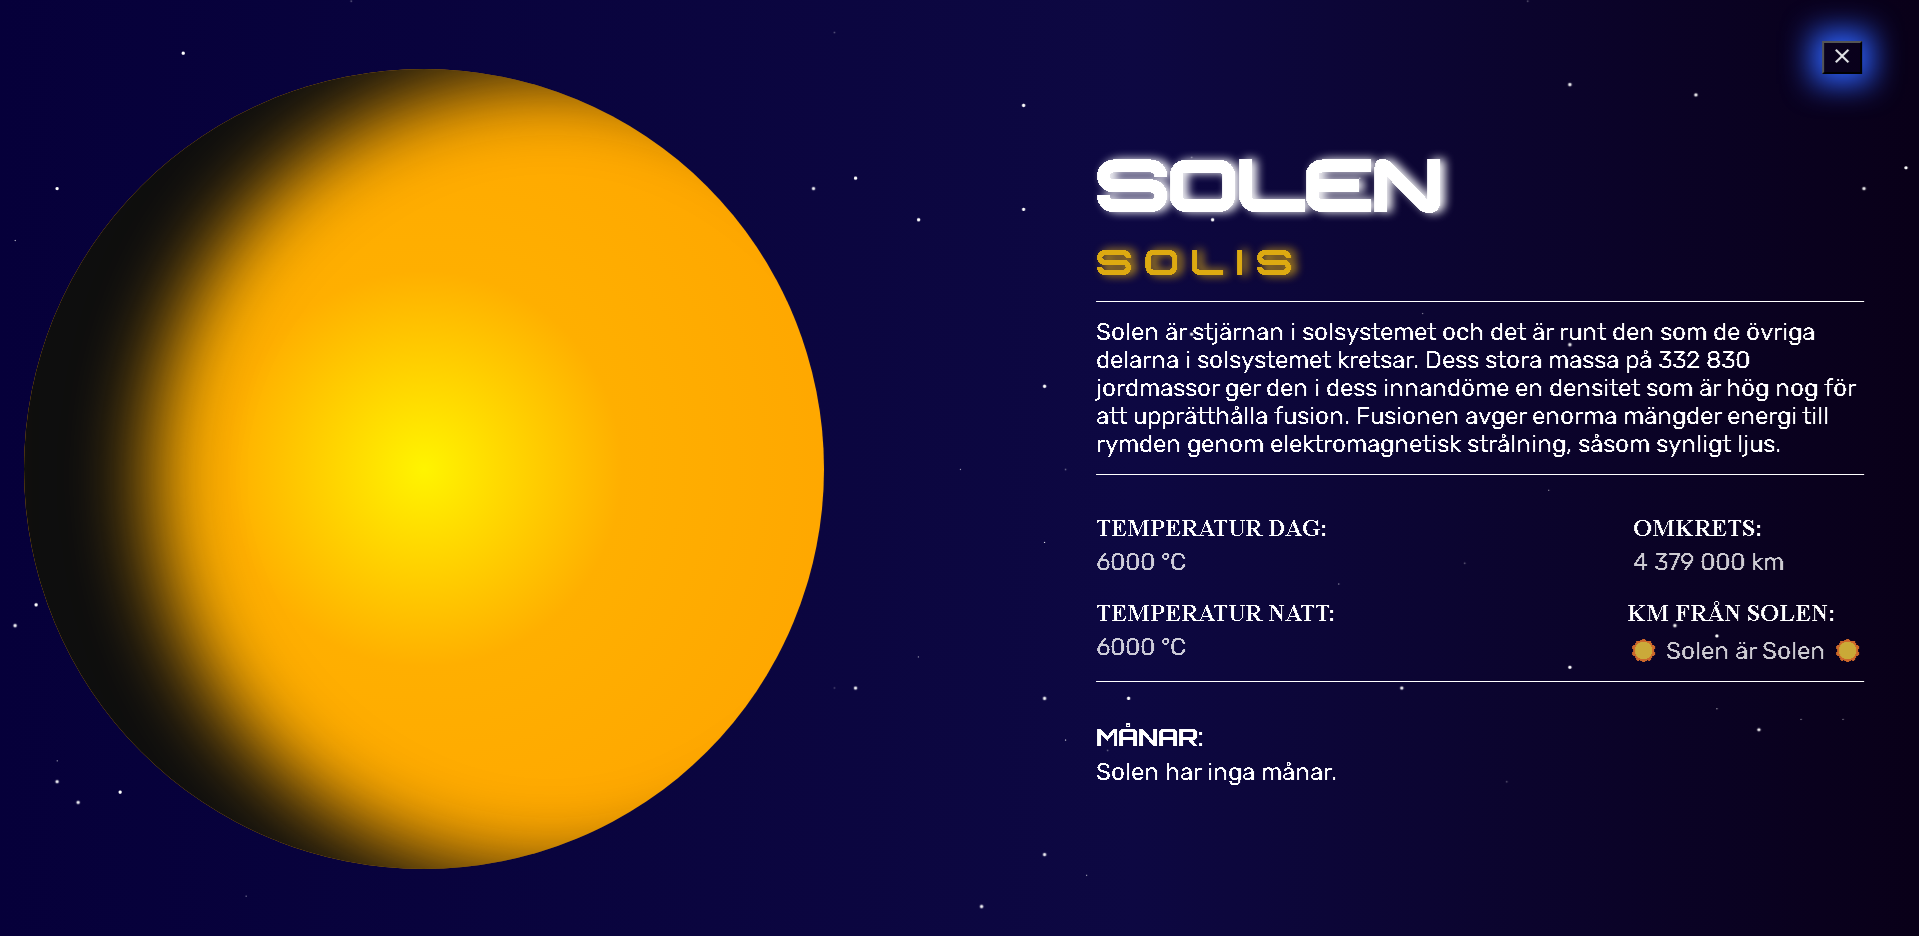 ×
SOLEN
SOLIS
Solen är stjärnan i solsystemet och det är runt den som de övriga
delarna i solsystemet kretsar. Dess stora massa på 332 830
jordmassor ger den i dess innandöme en densitet som är hög nog för
att upprätthålla fusion. Fusionen avger enorma mängder energi till
rymden genom elektromagnetisk strålning, såsom synligt ljus.
TEMPERATUR DAG:
6000 °C
OMKRETS:
4 379 000 km
TEMPERATUR NATT:
6000 °C
KM FRÅN SOLEN:
Solen är Solen
MÅNAR:
Solen har inga månar.